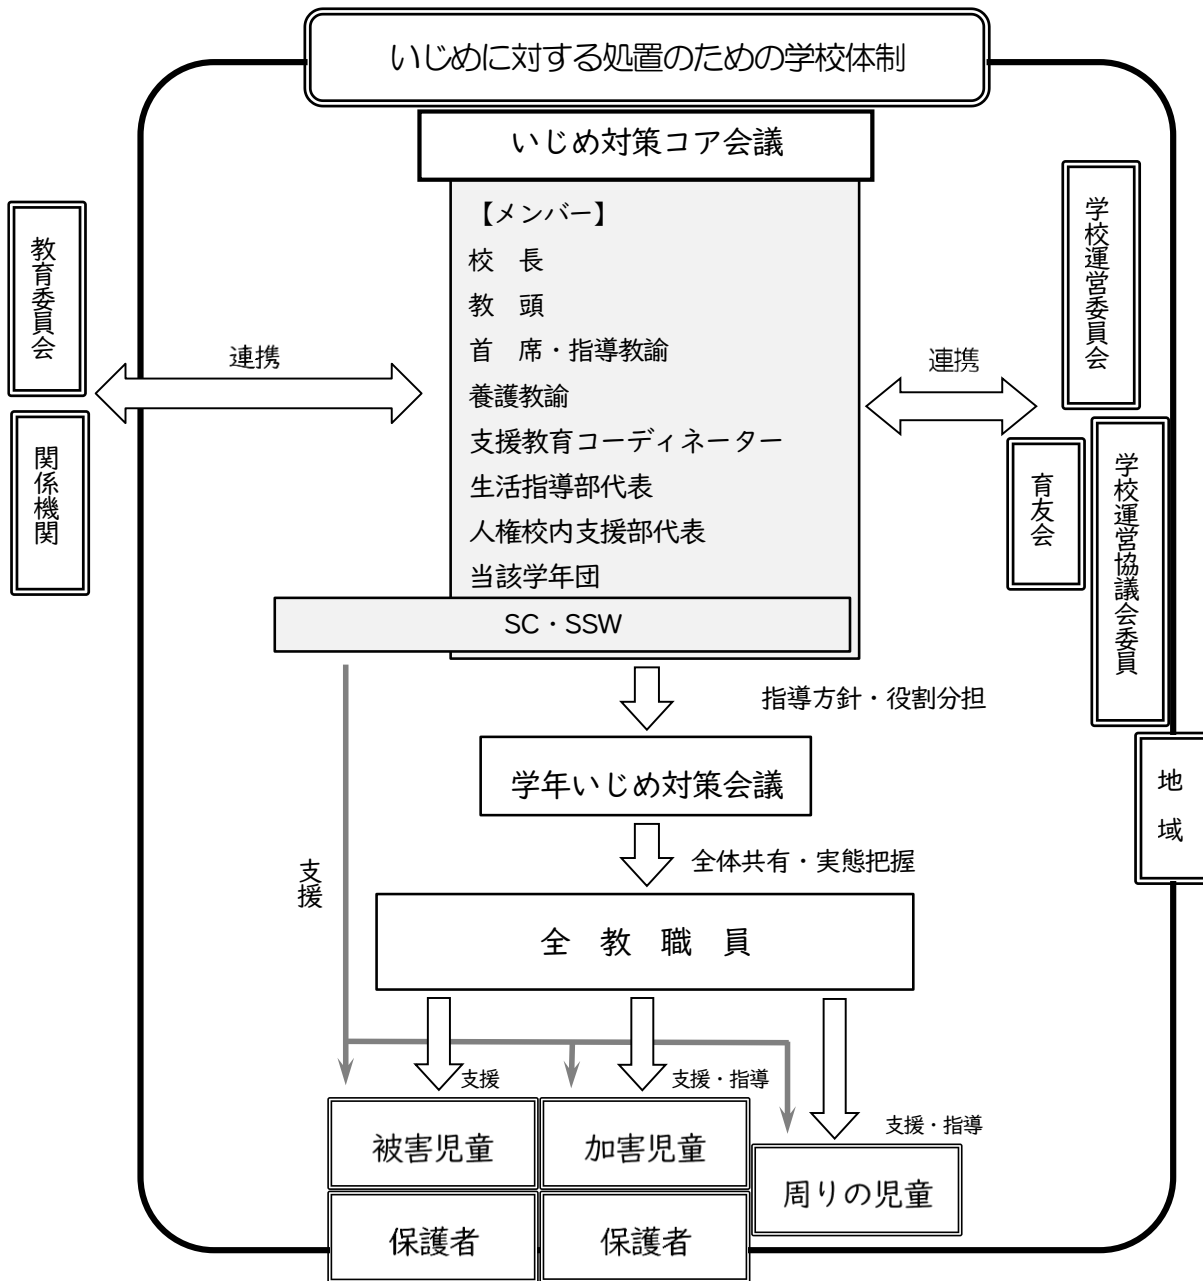 いじめに対する処置のための学校体制
いじめ対策コア会議
【メンバー】
校　長
教　頭
首　席・指導教諭
養護教諭
支援教育コーディネーター
生活指導部代表
人権校内支援部代表
当該学年団
SC・SSW
教育委員会
関係機関
連携
連携
学校運営委員会
育友会
学校運営協議会委員
地域
指導方針・役割分担
学年いじめ対策会議
全体共有・実態把握
支援
全　教　職　員
支援
支援・指導
支援・指導
被害児童
加害児童
周りの児童
保護者
保護者